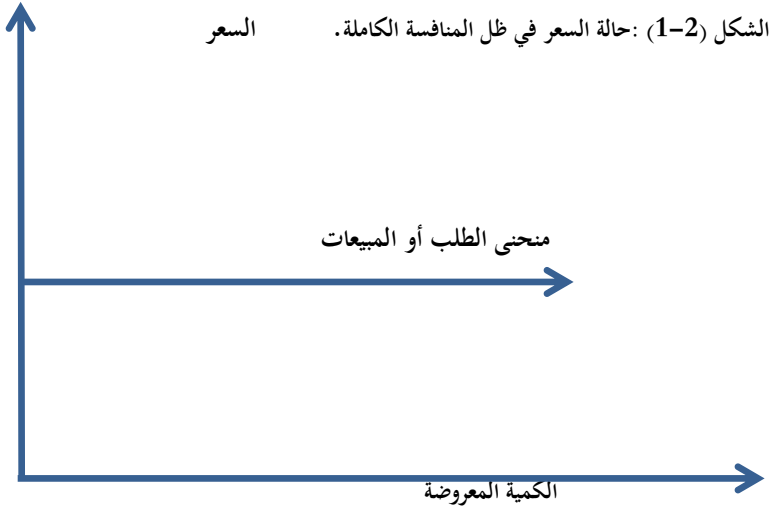 الشكل (2-1) :حالة السعر في ظل المنافسة الكاملة. السعر
منحنى الطلب أو المبيعات
الكمية المعروضة